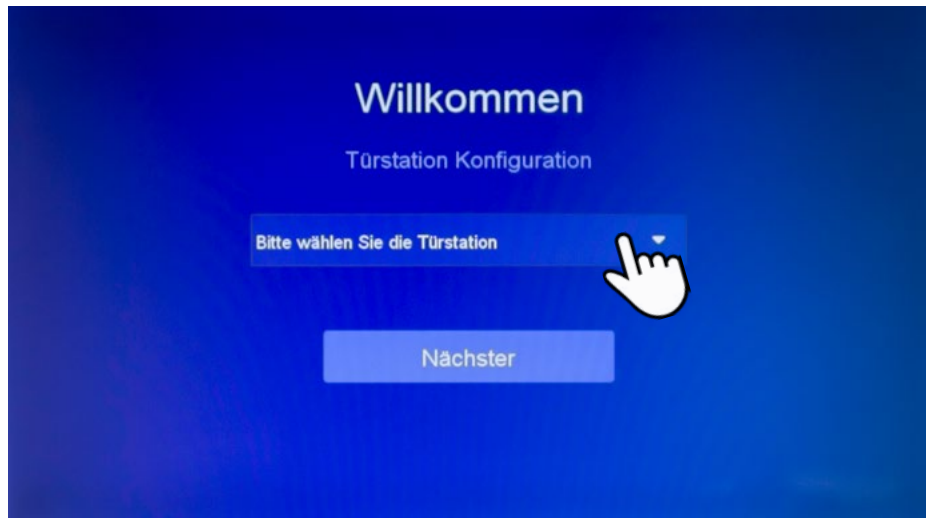 Willkommen
Türstation Konfiguration
Bitte wählen Sie die Türstation
Nächster